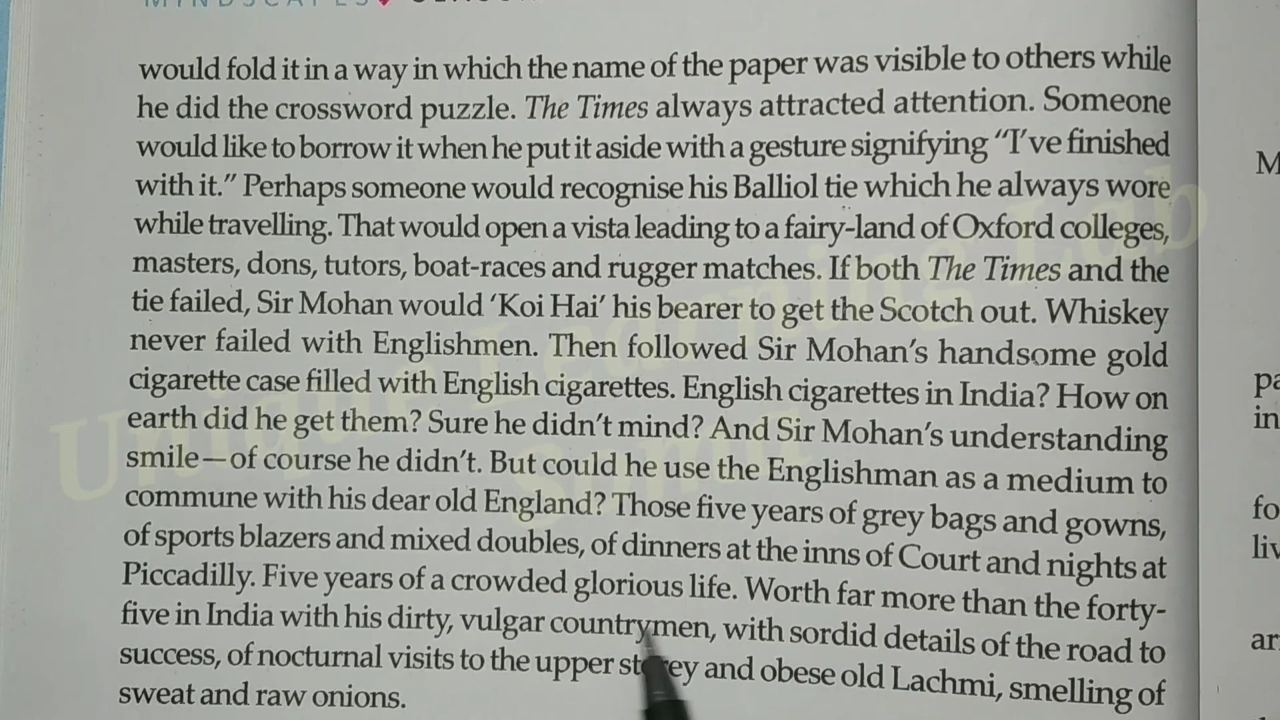 MINDSCAPES
would fold it in a way in which the name of the paper was visible to others while
he did the crossword puzzle. The Times always attracted attention. Someone
would like to borrow it when he put it aside with a gesture signifying "I've finished
with it." Perhaps someone would recognise his Balliol tie which he always wore
while travelling. That would open a vista leading to a fairy-land of Oxford colleges,
masters, dons, tutors, boat-races and rugger matches. If both The Times and the
tie failed, Sir Mohan would 'Koi Hai' his bearer to get the Scotch out. Whiskey
never failed with Englishmen. Then followed Sir Mohan's handsome gold
cigarette case filled with English cigarettes. English cigarettes in India? How on
earth did he get them? Sure he didn't mind? And Sir Mohan's understanding
smile—of course he didn't. But could he use the Englishman as a medium to
commune with his dear old England? Those five years of grey bags and gowns,
of sports blazers and mixed doubles, of dinners at the inns of Court and nights at
Piccadilly. Five years of a crowded glorious life. Worth far more than the forty-
five in India with his dirty, vulgar countrymen, with sordid details of the road to
success, of nocturnal visits to the upper storey and obese old Lachmi, smelling of
sweat and raw onions.
Unique Learning Lab
M
pa
in
fo
liv